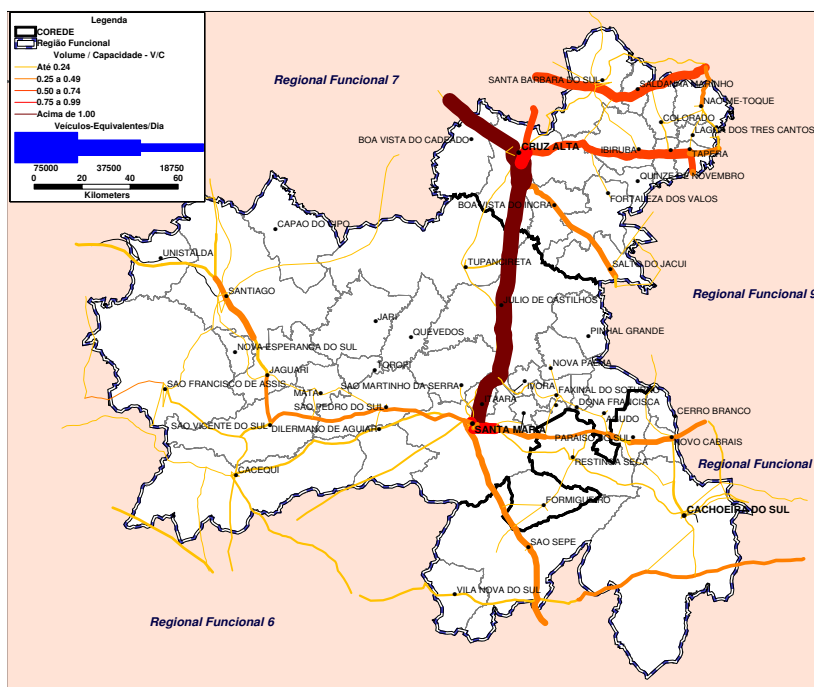 Legenda
COREDE
Região Funcional
Volume / Capacidade - V/C
Até 0.24
0.25 a 0.49
0.50 a 0.74
0.75 a 0.99
Acima de 1.00
Veículos-Equivalentes/Dia
75000 37500 18750
0 20 40 60
Kilometers
Regional Funcional 7
SANTA BARBARA DO SUL
SALDANHA MARINHO
NAO-ME-TOQUE
COLORADO
LAGOA DOS TRES CANTOS
BOA VISTA DO CADEADO
CRUZ ALTA
IBIRUBA
TAPERA
QUINZE DE NOVEMBRO
FORTALEZA DOS VALOS
BOA VISTA DO INCRA
CAPAO DO CIPO
UNISTALDA
TUPANCIRETA
SALTO DO JACUI
SANTIAGO
Regional Funcional 9
JULIO DE CASTILHOS
JARI
QUEVEDOS
PINHAL GRANDE
NOVA ESPERANCA DO SUL
TOROPI
NOVA PALMA
JAGUARI
SAO FRANCISCO DE ASSIS
MATA
SAO MARTINHO DA SERRA
IVORA
FAXINAL DO SOTURNO
DONA FRANCISCA
SAO PEDRO DO SUL
ITAARA
AGUDO
CERRO BRANCO
SAO VICENTE DO SUL
DILERMANO DE AGUIAR
SANTA MARIA
PARAISO DO SUL
NOVO CABRAIS
RESTINGA SECA
Regional Funcional
CACEQUI
FORMIGUEIRO
CACHOEIRA DO SUL
SAO SEPE
VILA NOVA DO SUL
Regional Funcional 6